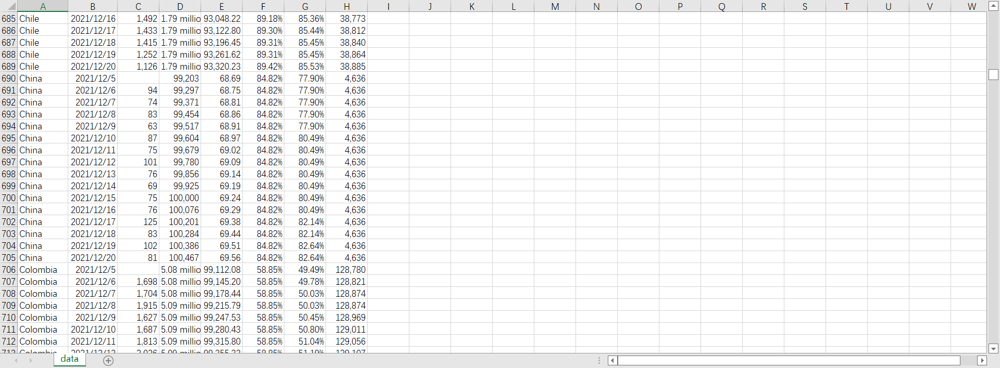 A B C D E F G H I J K L M N O P Q R S T U V W
685 Chile 2021/12/16 1,492 1.79 millio 93,048.22 89.18% 85.36% 38,773
686 Chile 2021/12/17 1,433 1.79 millio 93,122.80 89.30% 85.44% 38,812
687 Chile 2021/12/18 1,415 1.79 millio 93,196.45 89.31% 85.45% 38,840
688 Chile 2021/12/19 1,252 1.79 millio 93,261.62 89.31% 85.45% 38,864
689 Chile 2021/12/20 1,126 1.79 millio 93,320.23 89.42% 85.53% 38,885
690 China 2021/12/5 99,203 68.69 84.82% 77.90% 4,636
691 China 2021/12/6 94 99,297 68.75 84.82% 77.90% 4,636
692 China 2021/12/7 74 99,371 68.81 84.82% 77.90% 4,636
693 China 2021/12/8 83 99,454 68.86 84.82% 77.90% 4,636
694 China 2021/12/9 63 99,517 68.91 84.82% 77.90% 4,636
695 China 2021/12/10 87 99,604 68.97 84.82% 80.49% 4,636
696 China 2021/12/11 75 99,679 69.02 84.82% 80.49% 4,636
697 China 2021/12/12 101 99,780 69.09 84.82% 80.49% 4,636
698 China 2021/12/13 76 99,856 69.14 84.82% 80.49% 4,636
699 China 2021/12/14 69 99,925 69.19 84.82% 80.49% 4,636
700 China 2021/12/15 75 100,000 69.24 84.82% 80.49% 4,636
701 China 2021/12/16 76 100,076 69.29 84.82% 80.49% 4,636
702 China 2021/12/17 125 100,201 69.38 84.82% 82.14% 4,636
703 China 2021/12/18 83 100,284 69.44 84.82% 82.14% 4,636
704 China 2021/12/19 102 100,386 69.51 84.82% 82.64% 4,636
705 China 2021/12/20 81 100,467 69.56 84.82% 82.64% 4,636
706 Colombia 2021/12/5 5.08 millio 99,112.08 58.85% 49.49% 128,780
707 Colombia 2021/12/6 1,698 5.08 millio 99,145.20 58.85% 49.78% 128,821
708 Colombia 2021/12/7 1,704 5.08 millio 99,178.44 58.85% 50.03% 128,874
709 Colombia 2021/12/8 1,915 5.09 millio 99,215.79 58.85% 50.03% 128,874
710 Colombia 2021/12/9 1,627 5.09 millio 99,247.53 58.85% 50.45% 128,969
711 Colombia 2021/12/10 1,687 5.09 millio 99,280.43 58.85% 50.80% 129,011
712 Colombia 2021/12/11 1,813 5.09 millio 99,315.80 58.85% 51.04% 129,056
data